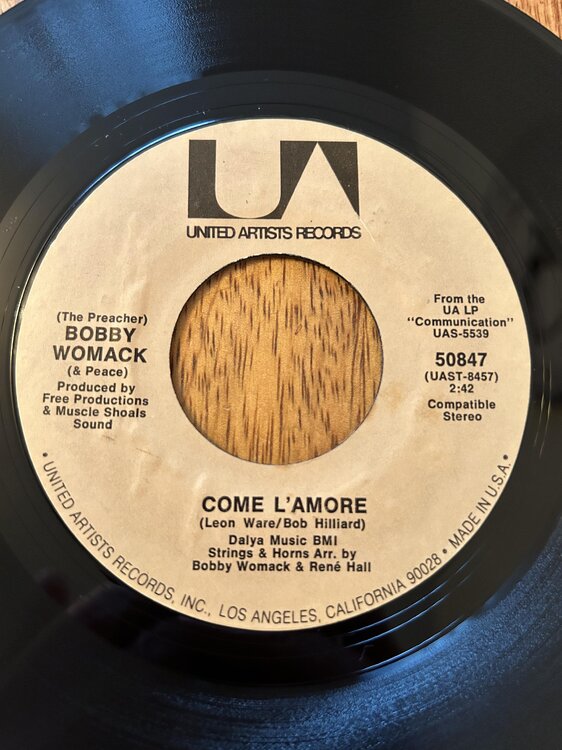 UA
UNITED ARTISTS RECORDS
(The Preacher)
BOBBY
WOMACK
(& Peace)
Produced by
Free Productions
& Muscle Shoals
Sound
From the
UA LP
"Communication"
UAS-5539
50847
(UAST-8457)
2:42
Compatible
Stereo
COME L'AMORE
(Leon Ware/Bob Hilliard)
Dalya Music BMI
Strings & Horns Arr. by
Bobby Womack & René Hall
• UNITED ARTISTS RECORDS, INC., LOS ANGELES, CALIFORNIA 90028 • MADE IN U.S.A. •